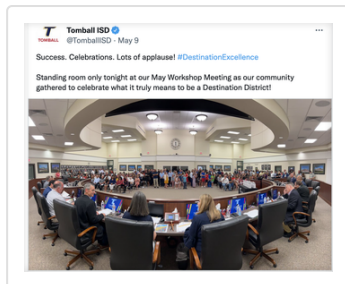 Tomball ISD
@TomballISD · May 9
TOMBALL
Success. Celebrations. Lots of applause! #DestinationExcellence
Standing room only tonight at our May Workshop Meeting as our community
gathered to celebrate what it truly means to be a Destination District!